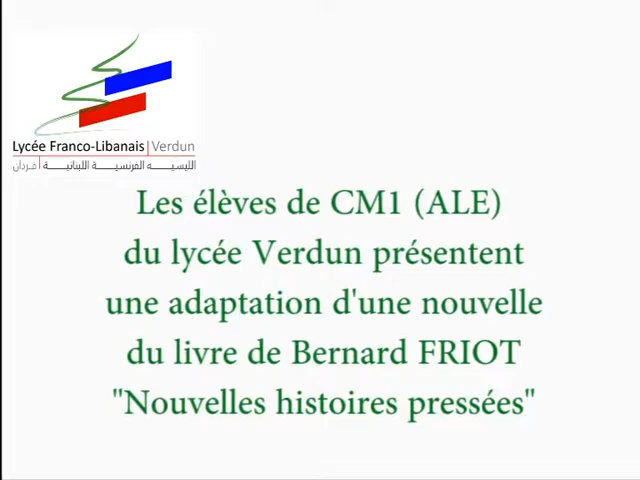 Lycée Franco-Libanais | Verdun
الليسيه الفرنسية اللبنانية | فردان
Les élèves de CM1 (ALE)
du lycée Verdun présentent
une adaptation d'une nouvelle
du livre de Bernard FRIOT
"Nouvelles histoires pressées"